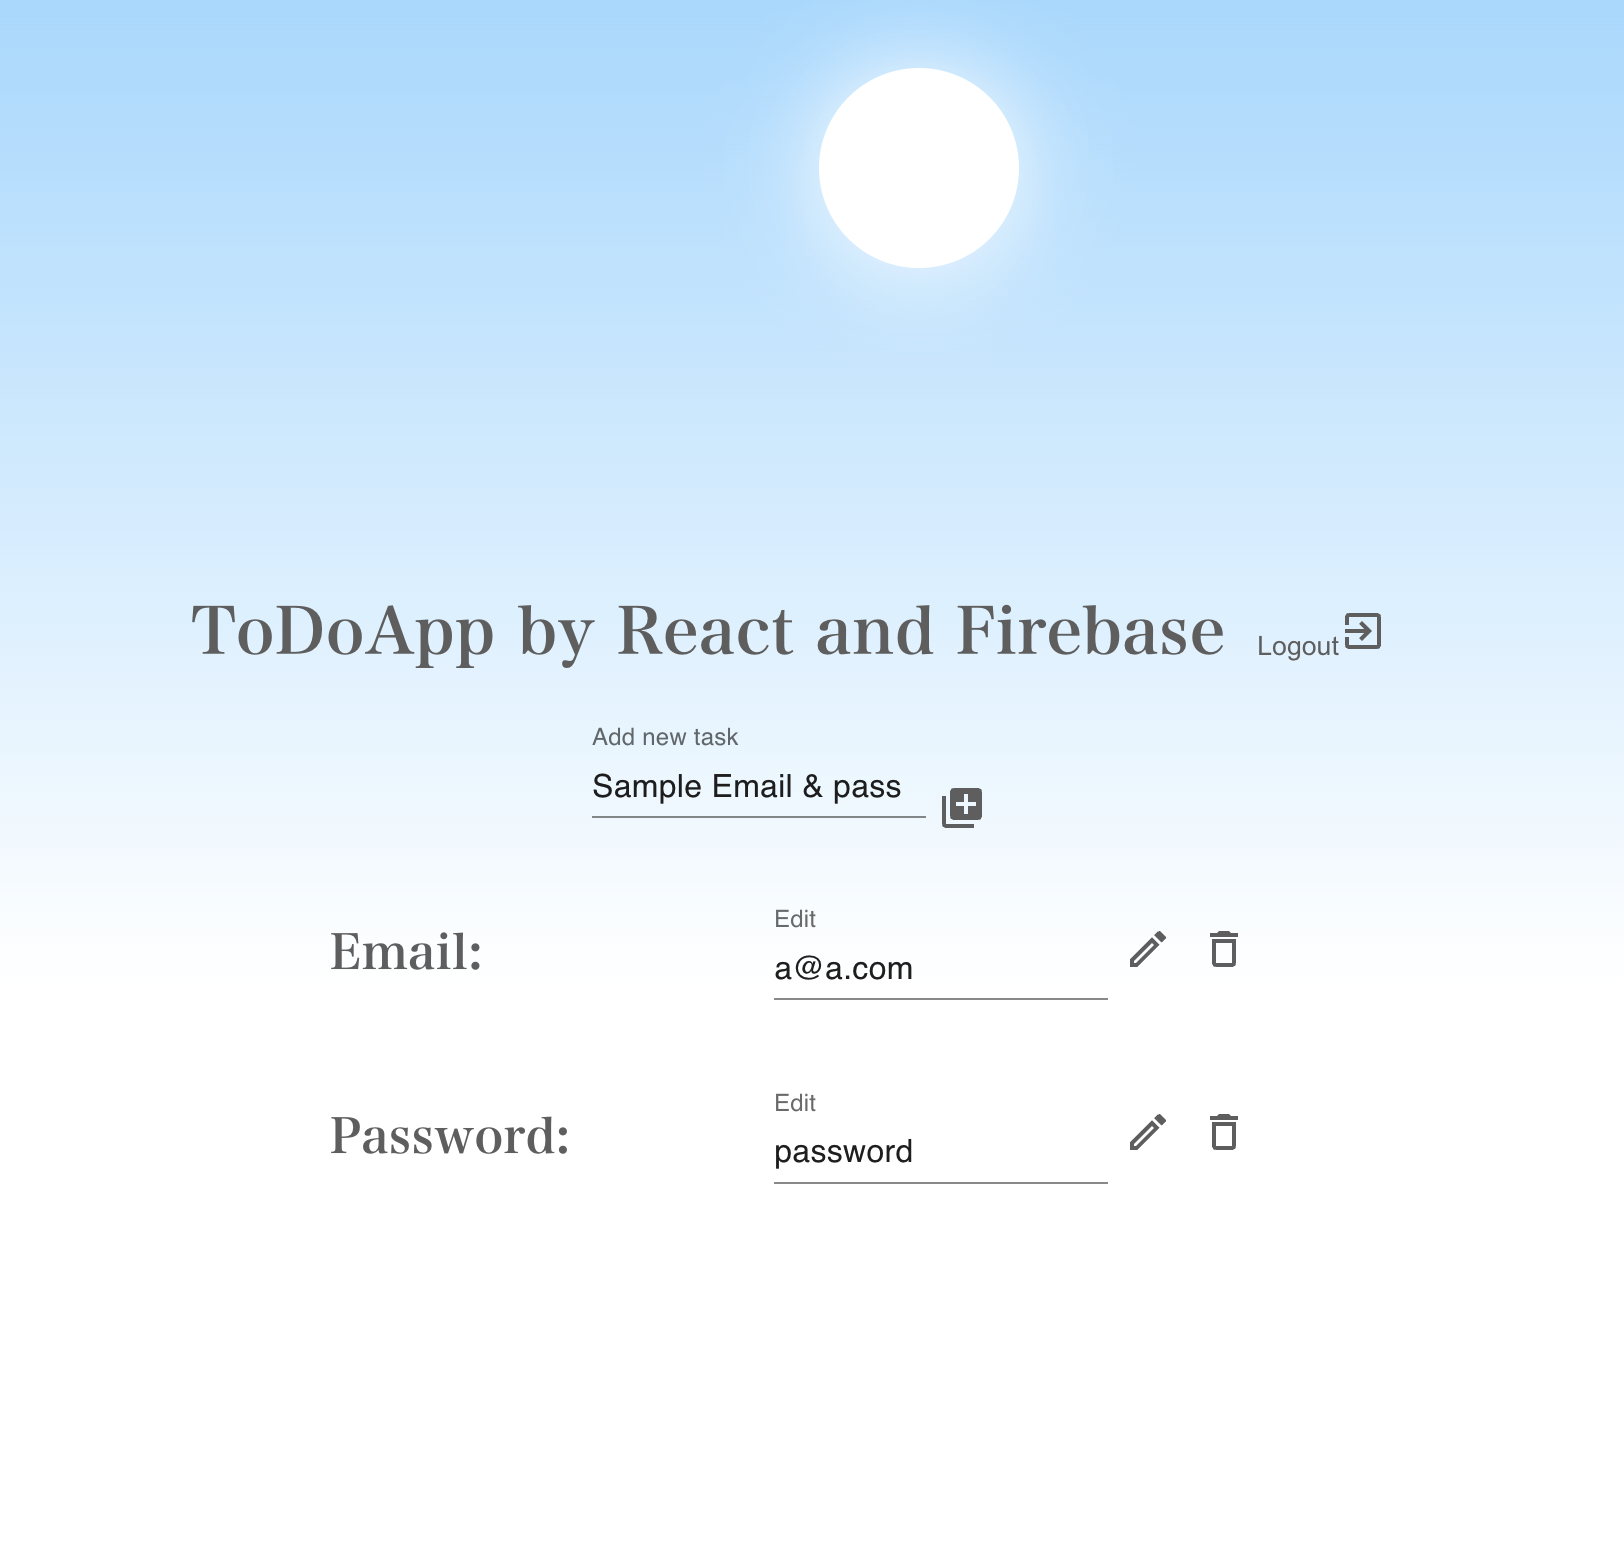 ToDoApp by React and Firebase Logout
Add new task
Sample Email & pass
Edit
Email: a@a.com
Edit
Password: password